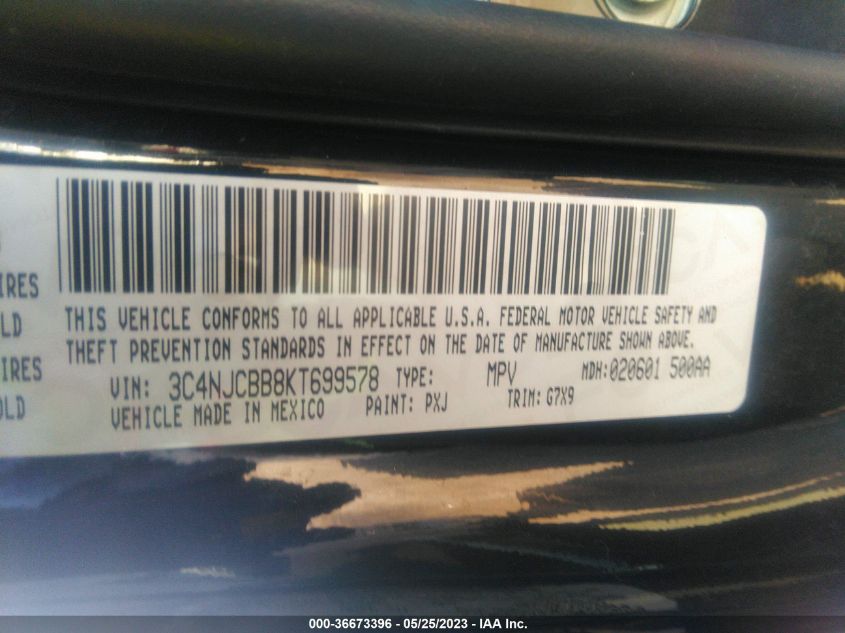 IRES
OLD
IRES
OLD
THIS VEHICLE CONFORMS TO ALL APPLICABLE U.S.A. FEDERAL MOTOR VEHICLE SAFETY AND
THEFT PREVENTION STANDARDS IN EFFECT ON THE DATE OF MANUFACTURE SHOWN ABOVE.
VIN: 3C4NJCBB8KT699578 TYPE: MPV MDH:020601 500AA
VEHICLE MADE IN MEXICO PAINT: PXJ TRIM: G7X9
000-36673396 - 05/25/2023 - IAA Inc.